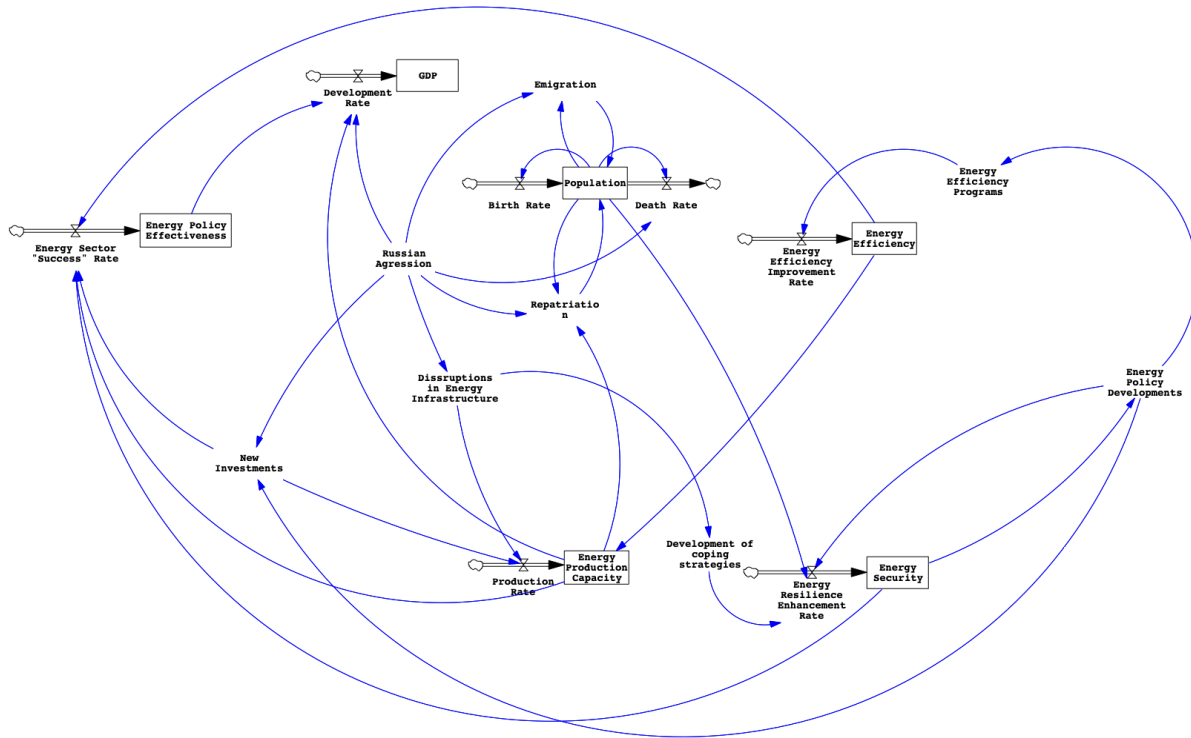 GDP
Development
Rate
Emigration
Population
Birth Rate
Death Rate
Energy
Efficiency
Programs
Energy Policy
Effectiveness
Energy Sector
"Success" Rate
Energy
Efficiency
Energy
Efficiency
Improvement
Rate
Russian
Agression
Repatriatio
n
Dissruptions
in Energy
Infrastructure
Energy
Policy
Developments
New
Investments
Energy
Production
Capacity
Production
Rate
Development of
coping
strategies
Energy
Security
Energy
Resilience
Enhancement
Rate